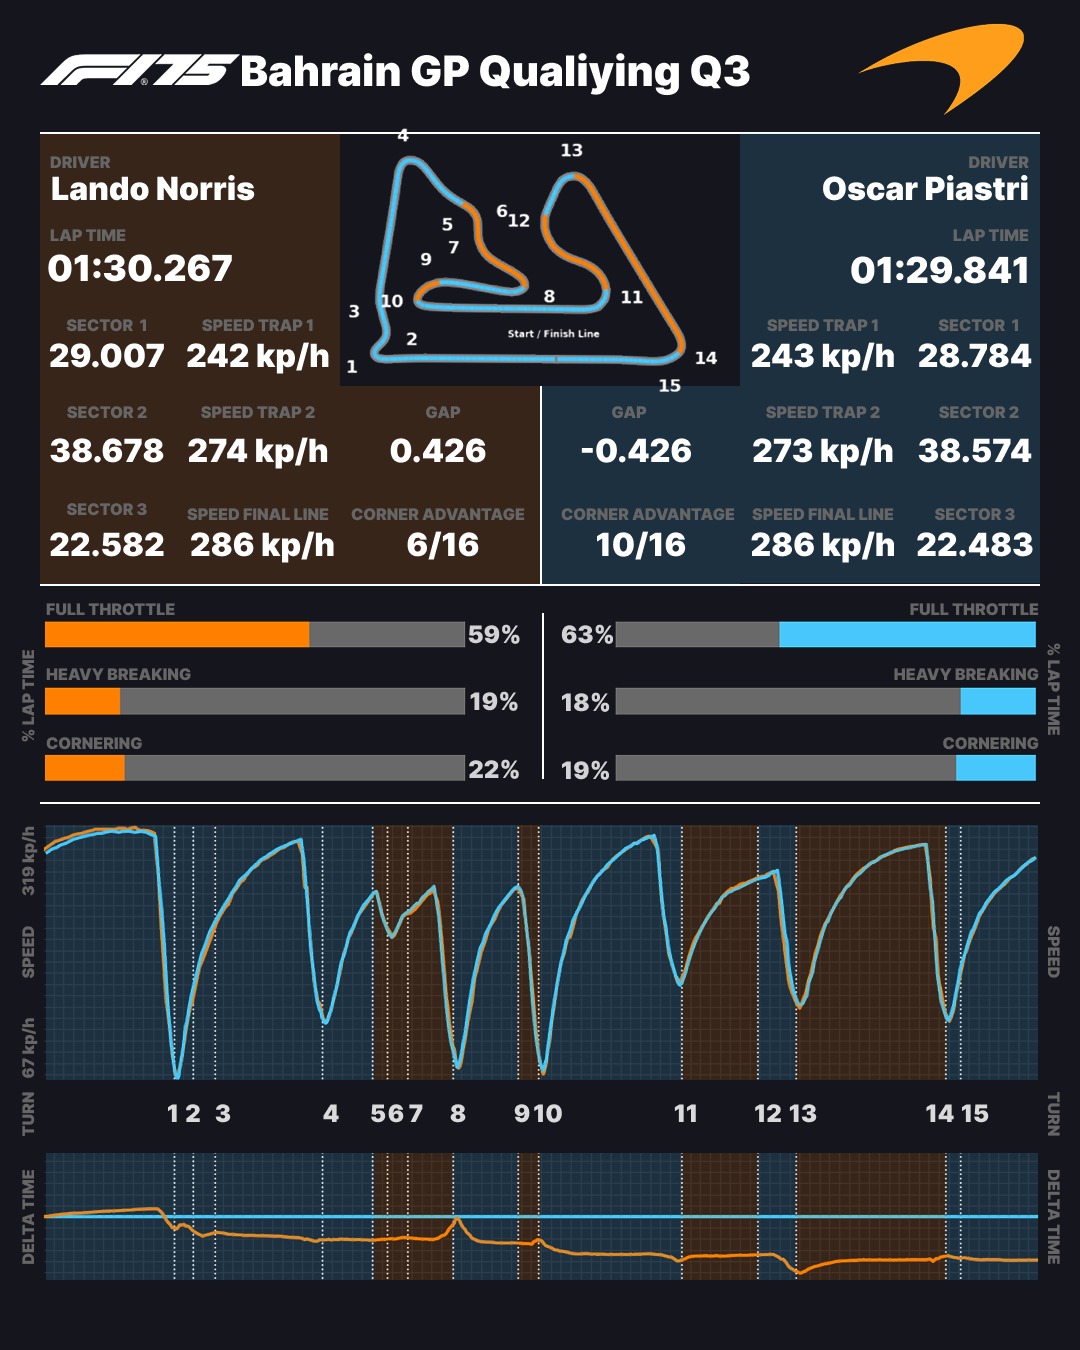 F1® 75 Bahrain GP Qualiying Q3
DRIVER
Lando Norris
LAP TIME
01:30.267
SECTOR 1
29.007
SPEED TRAP 1
242 kp/h
SECTOR 2
38.678
SPEED TRAP 2
274 kp/h
GAP
0.426
SECTOR 3
22.582
SPEED FINAL LINE
286 kp/h
CORNER ADVANTAGE
6/16
4
13
6
12
5
7
9
10
8
11
3
Start / Finish Line
2
1
14
15
DRIVER
Oscar Piastri
LAP TIME
01:29.841
SPEED TRAP 1
243 kp/h
SECTOR 1
28.784
GAP
-0.426
SPEED TRAP 2
273 kp/h
SECTOR 2
38.574
CORNER ADVANTAGE
10/16
SPEED FINAL LINE
286 kp/h
SECTOR 3
22.483
% LAP TIME
FULL THROTTLE
59%
HEAVY BREAKING
19%
CORNERING
22%
FULL THROTTLE
63%
HEAVY BREAKING
18%
CORNERING
19%
% LAP TIME
319 kp/h
SPEED
67 kp/h
SPEED
TURN
1 2 3 4 5 6 7 8 9 10 11 12 13 14 15
TURN
DELTA TIME
DELTA TIME